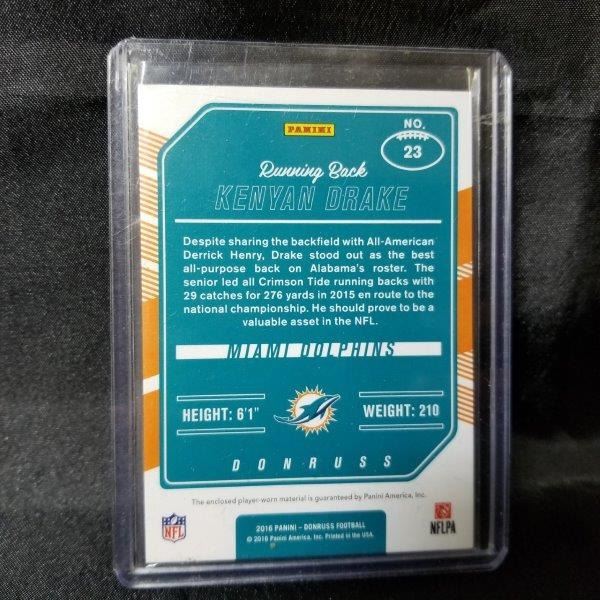 PANINI
NO.
23
Running Back
KENYAN DRAKE
Despite sharing the backfield with All-American
Derrick Henry, Drake stood out as the best
all-purpose back on Alabama's roster. The
senior led all Crimson Tide running backs with
29 catches for 276 yards in 2015 en route to the
national championship. He should prove to be a
valuable asset in the NFL.
MIAMI DOLPHINS
HEIGHT: 6'1"
WEIGHT: 210
DONRUSS
The enclosed player-worn material is guaranteed by Panini America, Inc.
NFL
2016 PANINI – DONRUSS FOOTBALL
© 2016 Panini America, Inc. Printed in the USA.
NFLPA